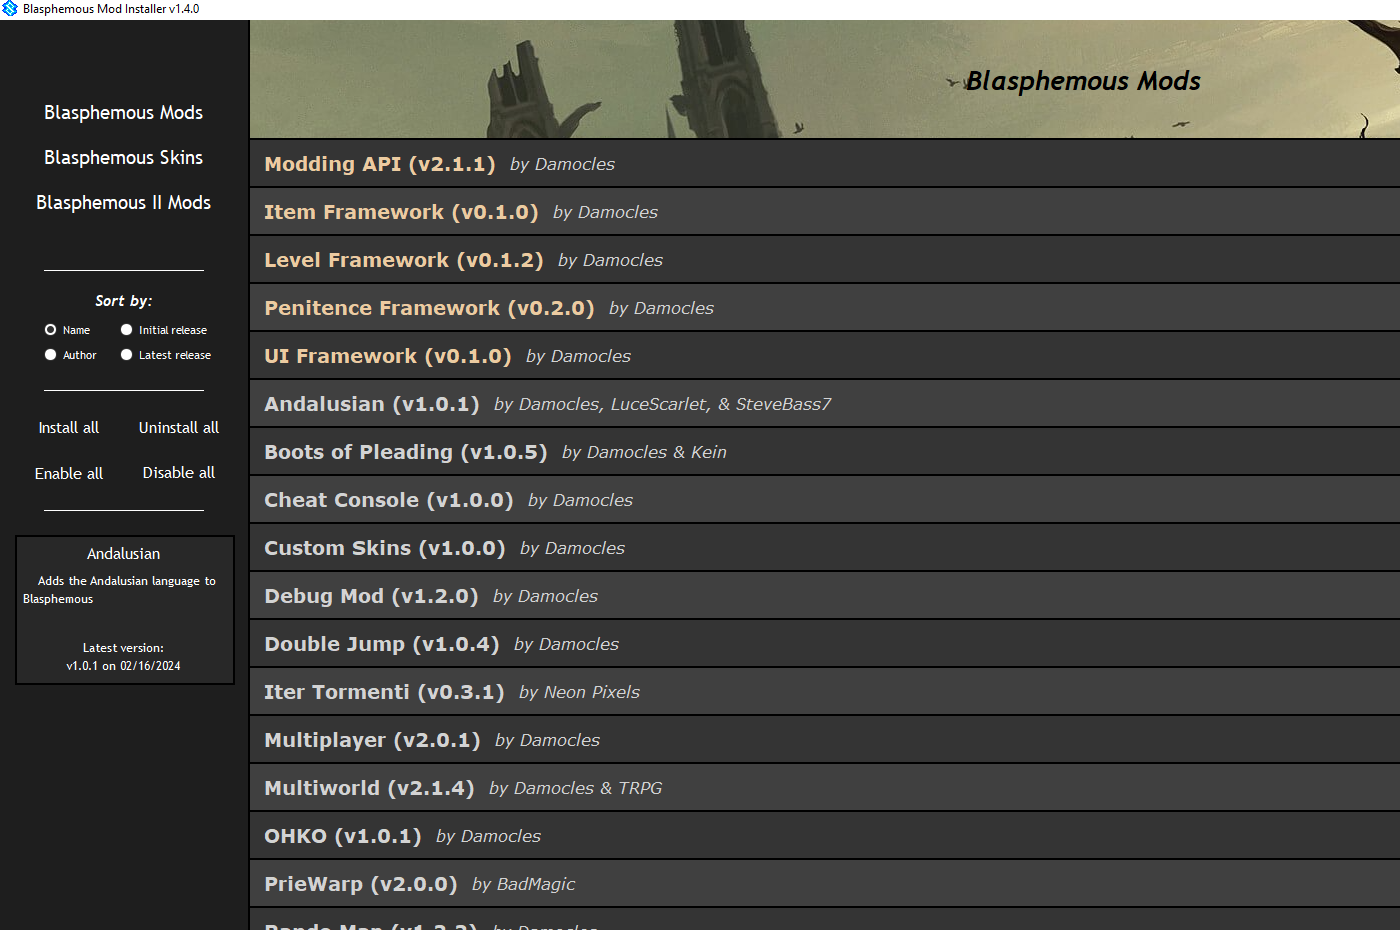 Blasphemous Mod Installer v1.4.0
Blasphemous Mods
Blasphemous Skins
Blasphemous II Mods
Sort by:
Name Initial release
Author Latest release
Install all Uninstall all
Enable all Disable all
Andalusian
Adds the Andalusian language to
Blasphemous
Latest version:
v1.0.1 on 02/16/2024
Blasphemous Mods
Modding API (v2.1.1) by Damocles
Item Framework (v0.1.0) by Damocles
Level Framework (v0.1.2) by Damocles
Penitence Framework (v0.2.0) by Damocles
UI Framework (v0.1.0) by Damocles
Andalusian (v1.0.1) by Damocles, LuceScarlet, & SteveBass7
Boots of Pleading (v1.0.5) by Damocles & Kein
Cheat Console (v1.0.0) by Damocles
Custom Skins (v1.0.0) by Damocles
Debug Mod (v1.2.0) by Damocles
Double Jump (v1.0.4) by Damocles
Iter Tormenti (v0.3.1) by Neon Pixels
Multiplayer (v2.0.1) by Damocles
Multiworld (v2.1.4) by Damocles & TRPG
OHKO (v1.0.1) by Damocles
PrieWarp (v2.0.0) by BadMagic